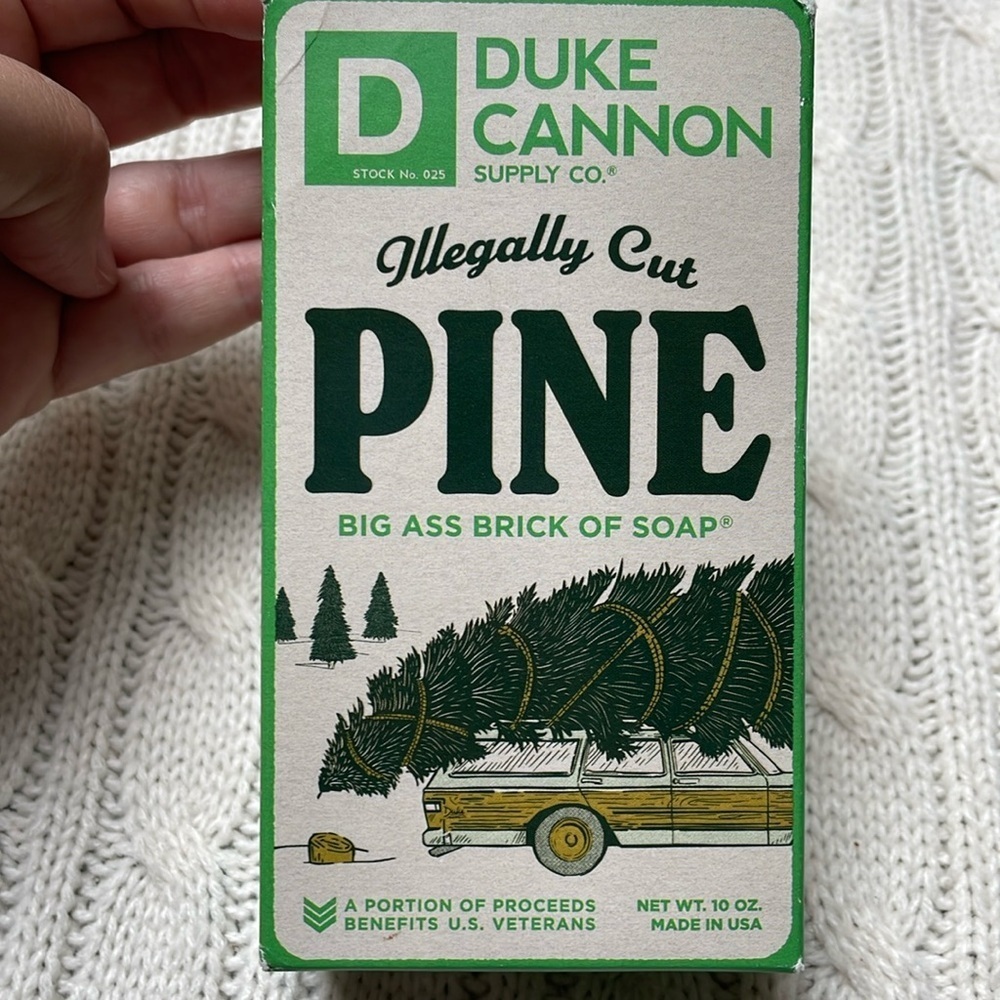 D
STOCK No. 025
DUKE
CANNON
SUPPLY CO.®
Illegally Cut
PINE
BIG ASS BRICK OF SOAP®
A PORTION OF PROCEEDS
BENEFITS U.S. VETERANS
NET WT. 10 OZ.
MADE IN USA